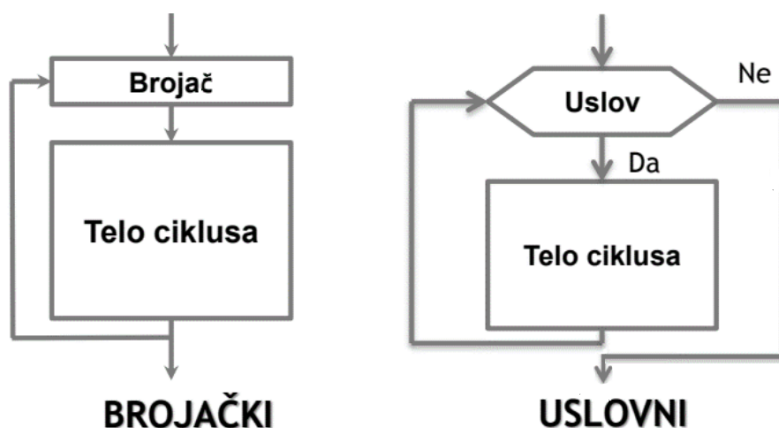 Brojač
Telo ciklusa
BROJAČKI
Uslov
Ne
Da
Telo ciklusa
USLOVNI